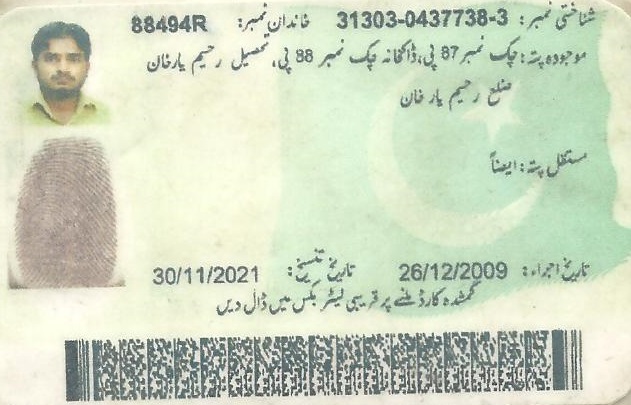 شناختی نمبر: 31303-0437738-3 خاندان نمبر: 88494R
موجودہ پتہ: چک نمبر 87 پی، ڈاکخانہ چک نمبر 88 پی، تحصیل رحیم یار خان
ضلع رحیم یار خان
مستقل پتہ: ایضاً
تاریخ اجراء: 26/12/2009 تاریخ تنسیخ: 30/11/2021
گمشدہ کارڈ ملنے پر قریبی لیٹر بکس میں ڈال دیں